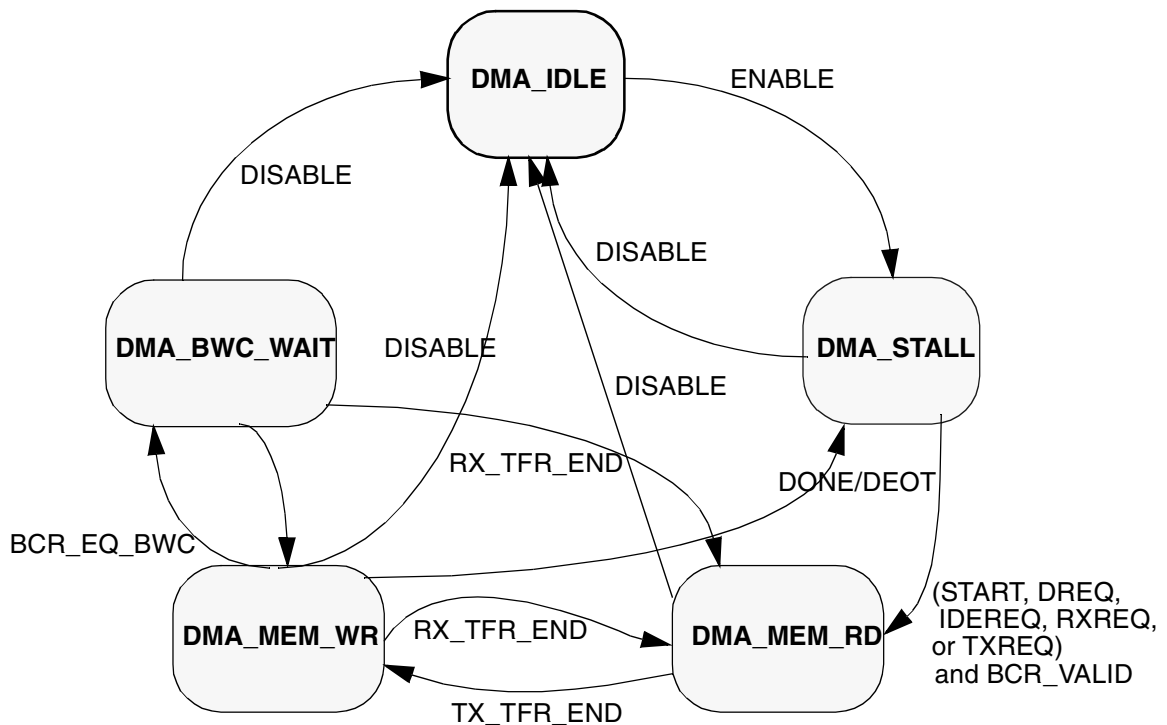 DMA_IDLE
ENABLE
DISABLE
DISABLE
DMA_BWC_WAIT
DISABLE
DMA_STALL
DISABLE
RX_TFR_END
DONE/DEOT
BCR_EQ_BWC
DMA_MEM_WR
RX_TFR_END
DMA_MEM_RD
(START, DREQ,
IDEREQ, RXREQ,
or TXREQ)
and BCR_VALID
TX_TFR_END